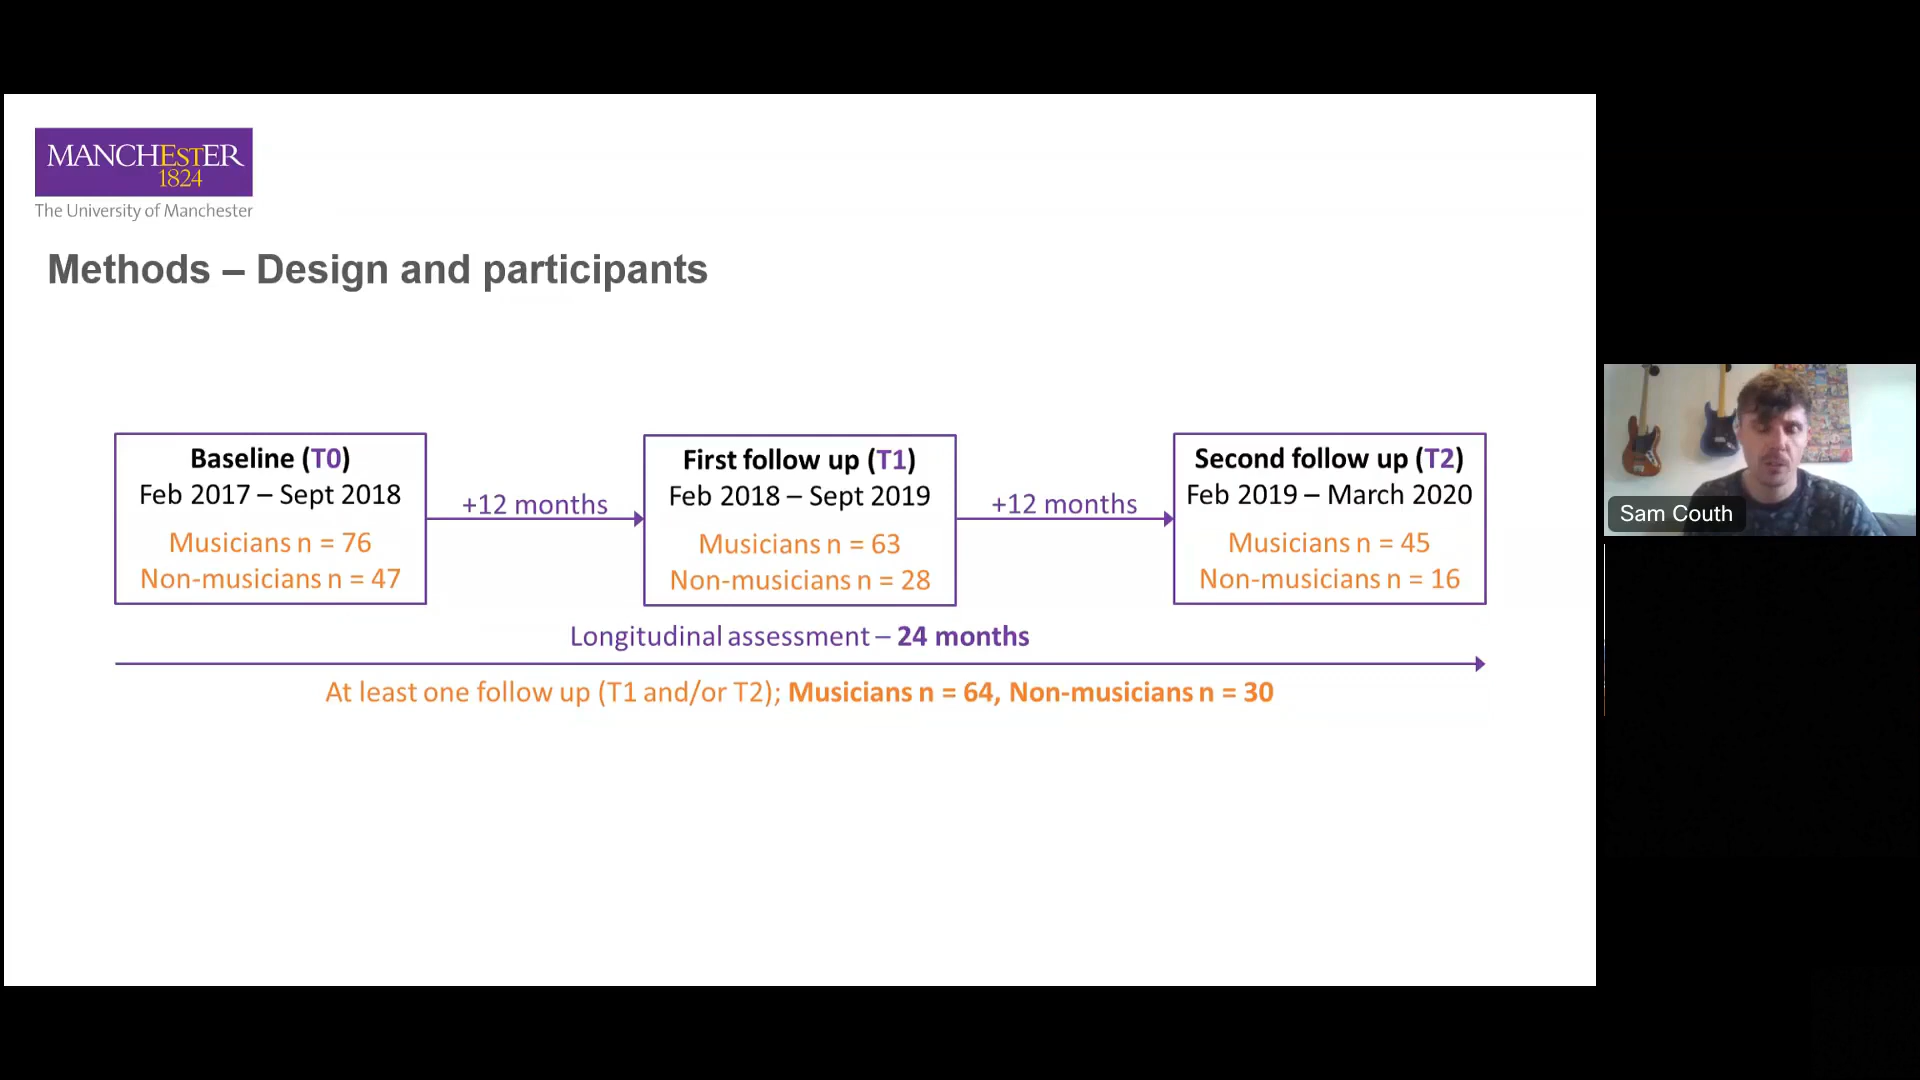 MANCHESTER
1824
The University of Manchester
Methods – Design and participants
Baseline (T0)
Feb 2017 – Sept 2018
Musicians n = 76
Non-musicians n = 47
+12 months
First follow up (T1)
Feb 2018 – Sept 2019
Musicians n = 63
Non-musicians n = 28
+12 months
Second follow up (T2)
Feb 2019 – March 2020
Musicians n = 45
Non-musicians n = 16
Longitudinal assessment – 24 months
At least one follow up (T1 and/or T2); Musicians n = 64, Non-musicians n = 30
Sam Couth